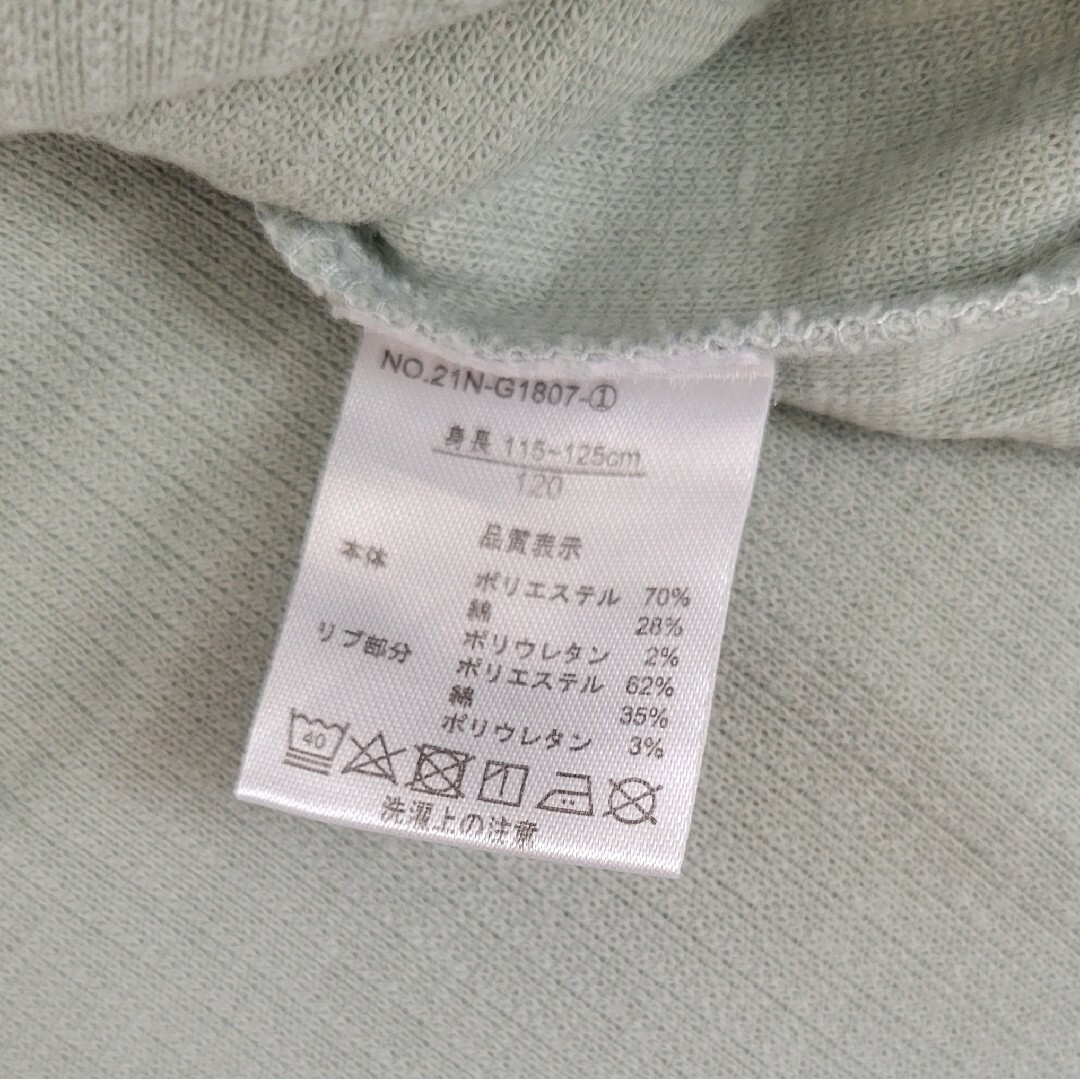 NO.21N-G1807-①
身長 115~125cm
120
品質表示
本体 ポリエステル 70%
綿 28%
ポリウレタン 2%
リブ部分 ポリエステル 62%
綿 35%
ポリウレタン 3%
40
洗濯上の注意